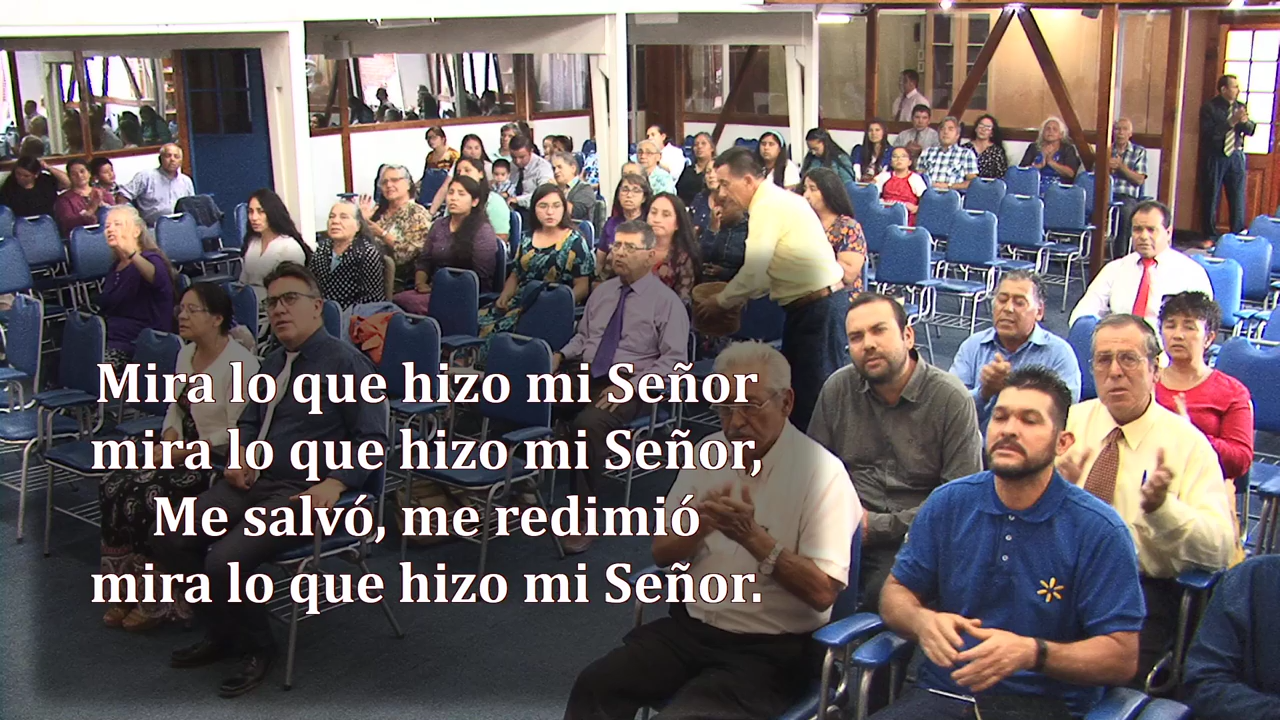 Mira lo que hizo mi Señor
mira lo que hizo mi Señor,
Me salvó, me redimió
mira lo que hizo mi Señor.